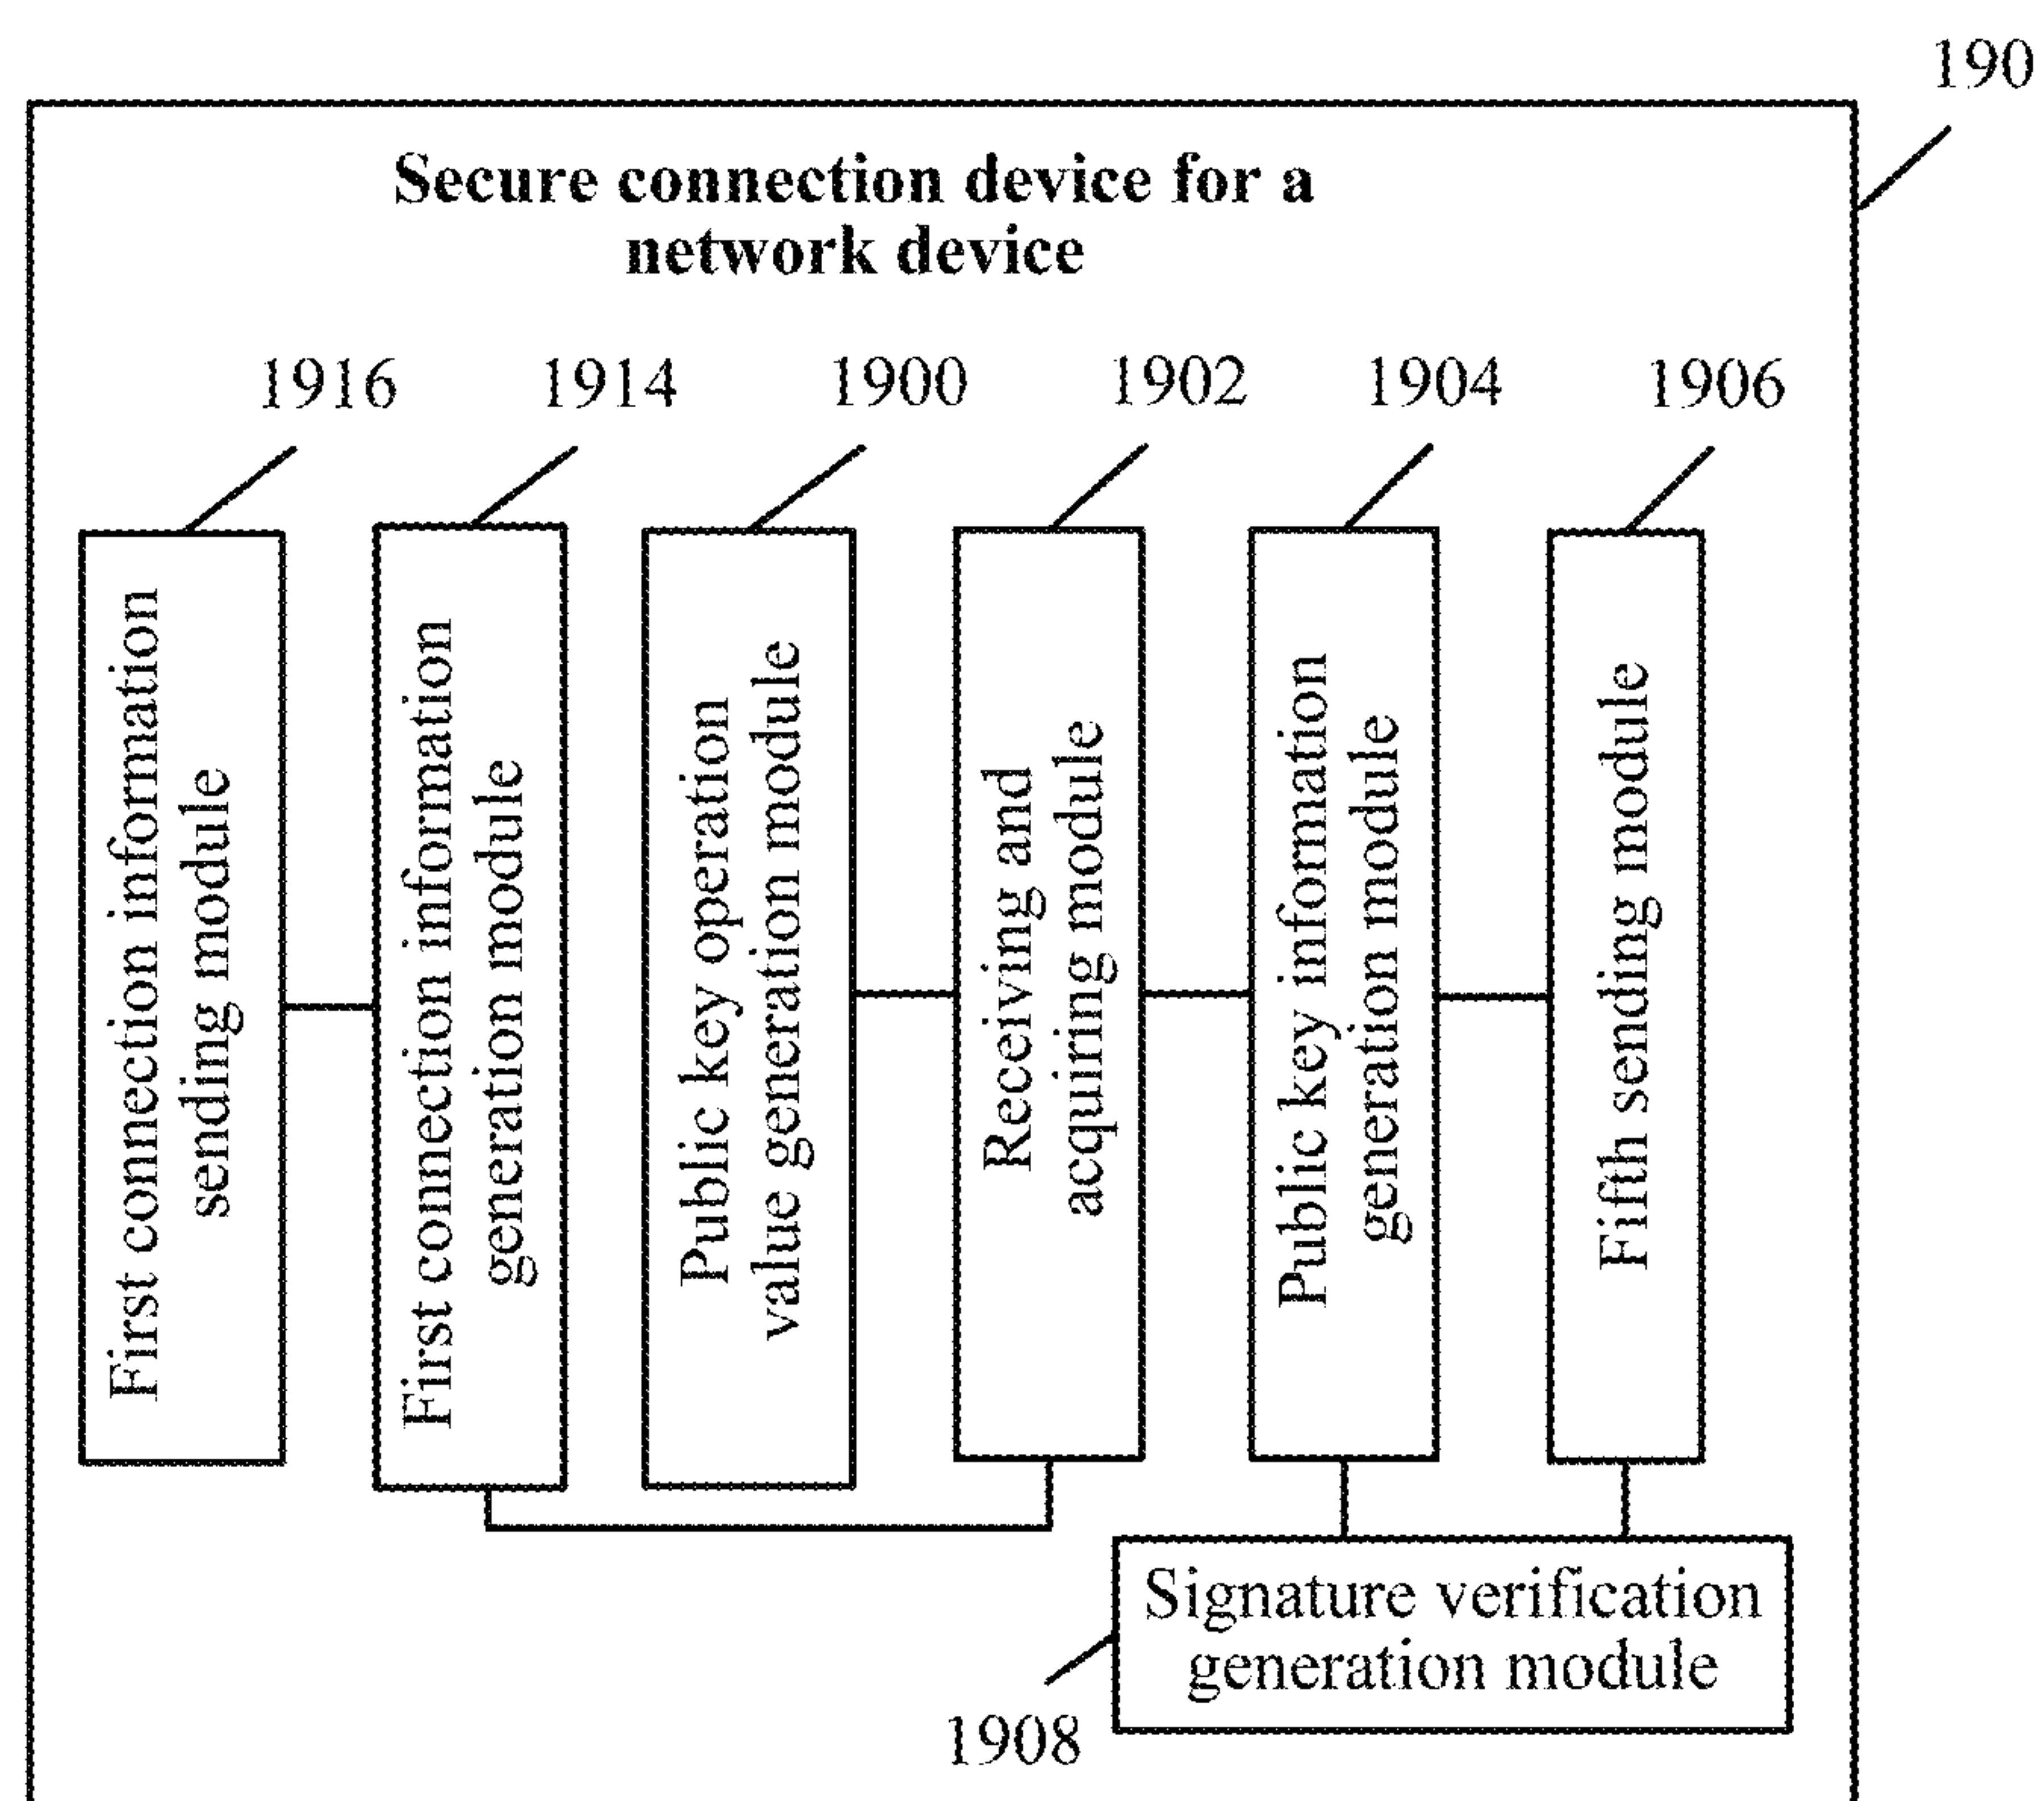 190
Secure connection device for a
network device
1916
1914
1900
1902
1904
1906
First connection information
sending module
First connection information
generation module
Public key operation
value generation module
Receiving and
acquiring module
Public key information
generation module
Fifth sending module
Signature verification
generation module
1908